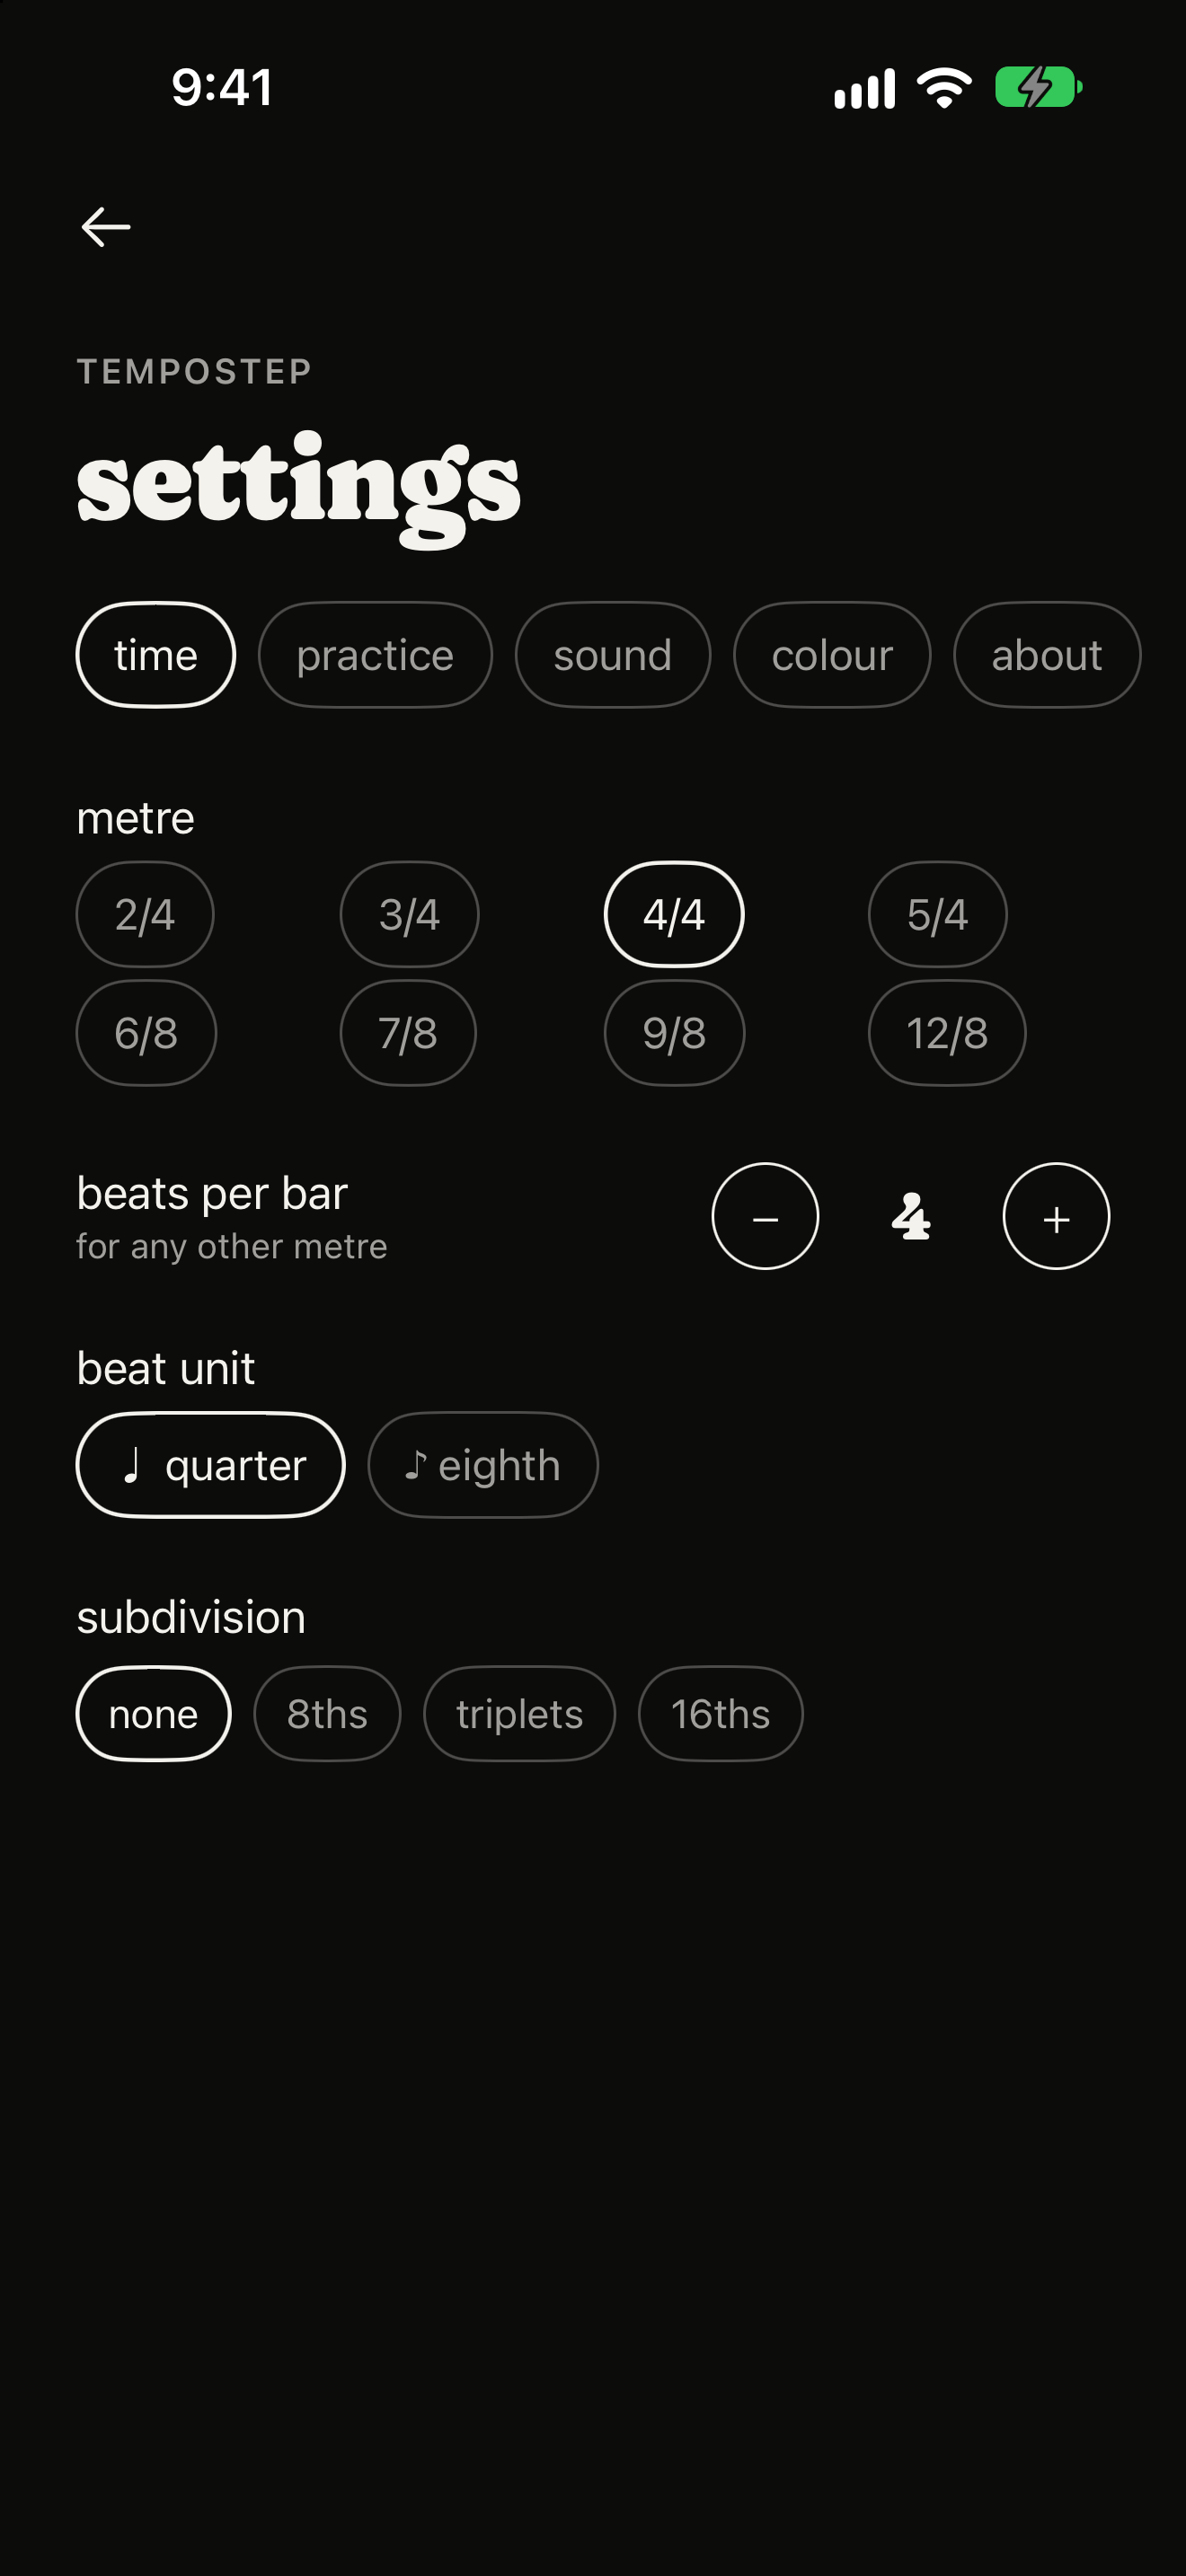 9:41
TEMPOSTEP
settings
time practice sound colour about
metre
2/4 3/4 4/4 5/4
6/8 7/8 9/8 12/8
beats per bar
for any other metre
− 4 +
beat unit
♩ quarter ♪ eighth
subdivision
none 8ths triplets 16ths